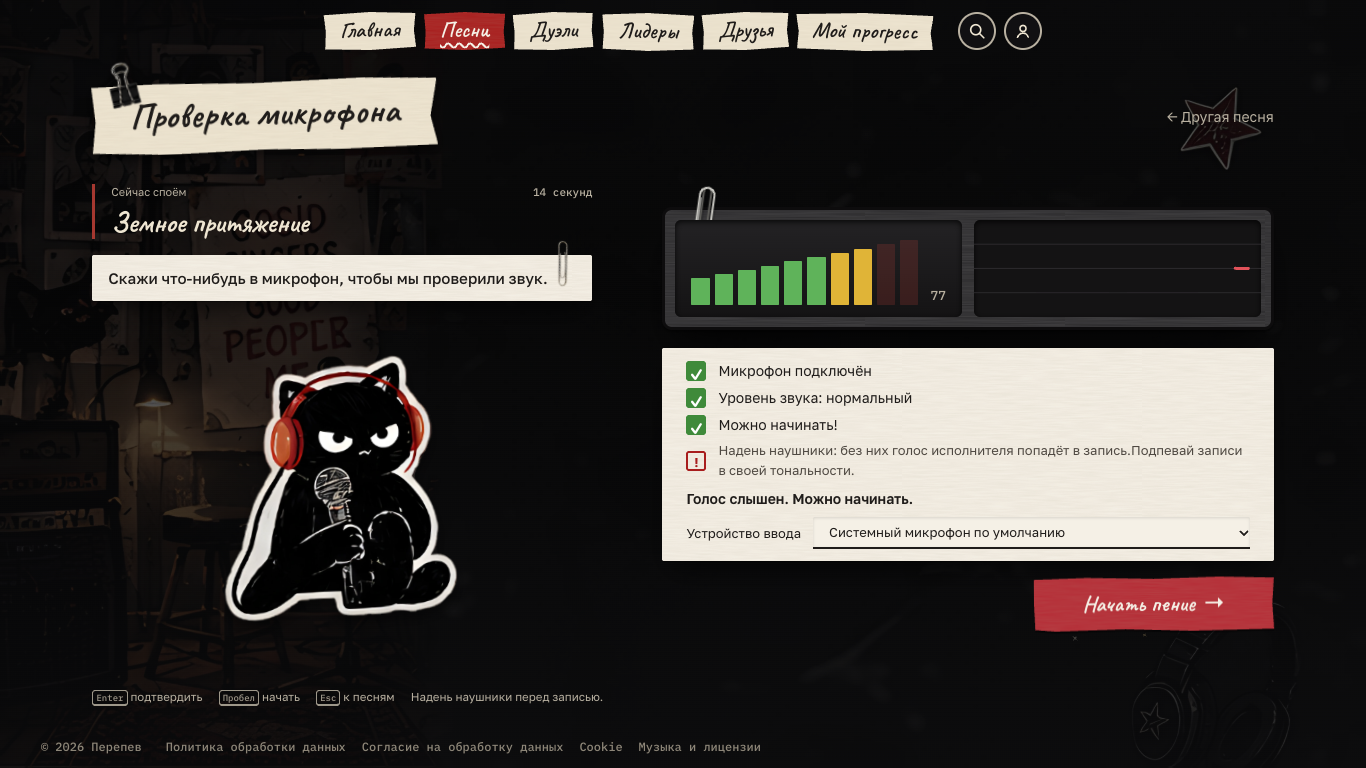 Главная Песни Дуэли Лидеры Друзья Мой прогресс
Проверка микрофона
← Другая песня
Сейчас споём 14 секунд
Земное притяжение
Скажи что-нибудь в микрофон, чтобы мы проверили звук.
GOOD
PEOPLE
77
Микрофон подключён
Уровень звука: нормальный
Можно начинать!
! Надень наушники: без них голос исполнителя попадёт в запись.Подпевай записи
в своей тональности.
Голос слышен. Можно начинать.
Устройство ввода Системный микрофон по умолчанию
Начать пение →
Enter подтвердить Пробел начать Esc к песням Надень наушники перед записью.
© 2026 Перепев Политика обработки данных Согласие на обработку данных Cookie Музыка и лицензии